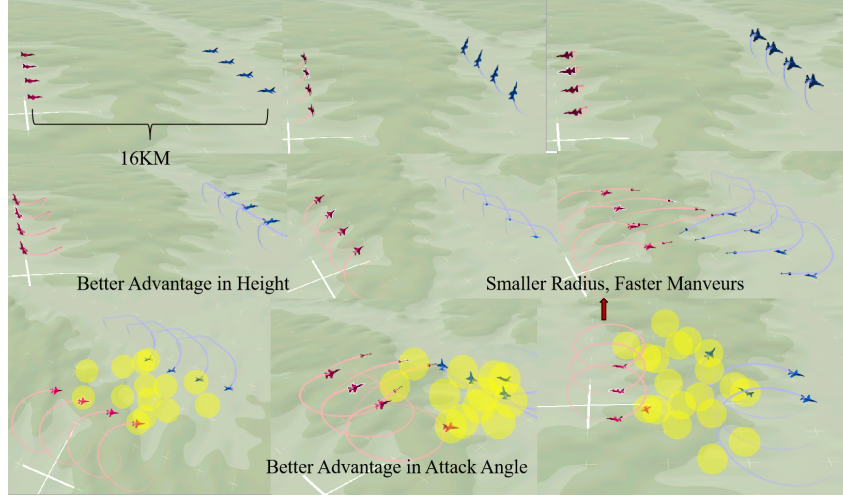 16KM
Better Advantage in Height
Smaller Radius, Faster Manveurs
Better Advantage in Attack Angle